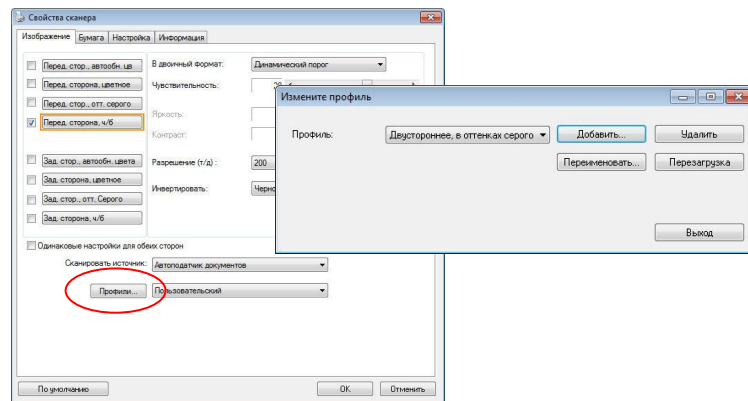 Свойства сканера
Изображение Бумага Настройка Информация
Перед. стор., автообн. цв
В двоичный формат: Динамический порог
Перед. сторона, цветное
Чувствительность:
Перед. стор., отт. серого
Яркость:
Перед. сторона, ч/б
Контраст:
Зад. стор., автообн. цвета
Разрешение (т/д) : 200
Зад. сторона, цветное
Инвертировать:
Зад. стор., отт. Серого
Зад. сторона, ч/б
Одинаковые настройки для обеих сторон
Сканировать источник: Автоподатчик документов
Профили... Пользовательский
По умолчанию OK Отменить
Измените профиль
Профиль: Двустороннее, в оттенках серого Добавить... Удалить
Переименовать... Перезагрузка
Выход